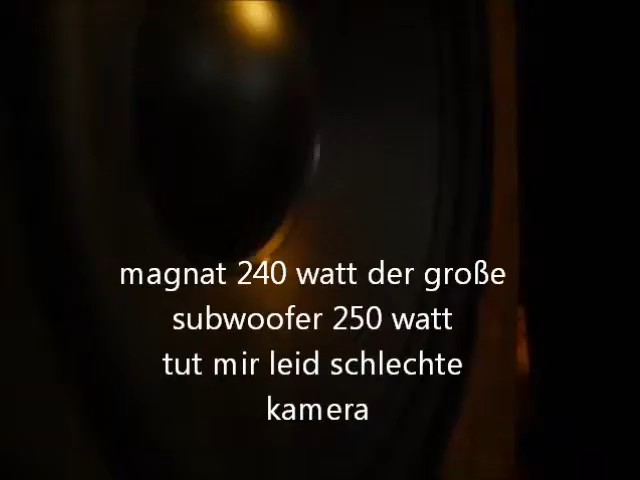 magnat 240 watt der große
subwoofer 250 watt
tut mir leid schlechte
kamera